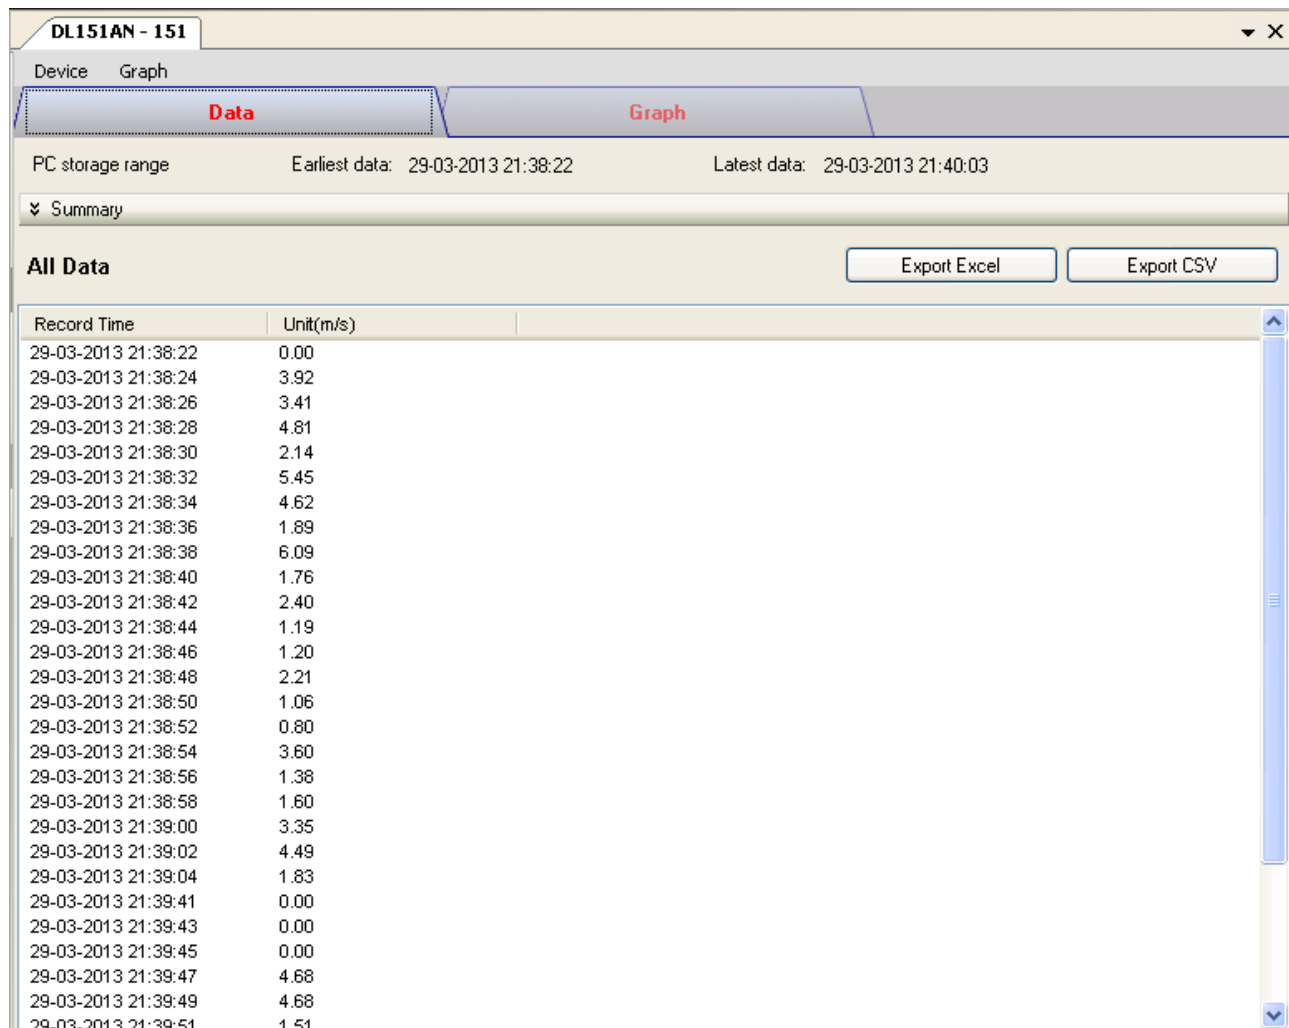 DL151AN - 151
Device Graph
Data Graph
PC storage range Earliest data: 29-03-2013 21:38:22 Latest data: 29-03-2013 21:40:03
Summary
All Data Export Excel Export CSV
Record Time Unit(m/s)
29-03-2013 21:38:22 0.00
29-03-2013 21:38:24 3.92
29-03-2013 21:38:26 3.41
29-03-2013 21:38:28 4.81
29-03-2013 21:38:30 2.14
29-03-2013 21:38:32 5.45
29-03-2013 21:38:34 4.62
29-03-2013 21:38:36 1.89
29-03-2013 21:38:38 6.09
29-03-2013 21:38:40 1.76
29-03-2013 21:38:42 2.40
29-03-2013 21:38:44 1.19
29-03-2013 21:38:46 1.20
29-03-2013 21:38:48 2.21
29-03-2013 21:38:50 1.06
29-03-2013 21:38:52 0.80
29-03-2013 21:38:54 3.60
29-03-2013 21:38:56 1.38
29-03-2013 21:38:58 1.60
29-03-2013 21:39:00 3.35
29-03-2013 21:39:02 4.49
29-03-2013 21:39:04 1.83
29-03-2013 21:39:41 0.00
29-03-2013 21:39:43 0.00
29-03-2013 21:39:45 0.00
29-03-2013 21:39:47 4.68
29-03-2013 21:39:49 4.68
29-03-2013 21:39:51 1.51